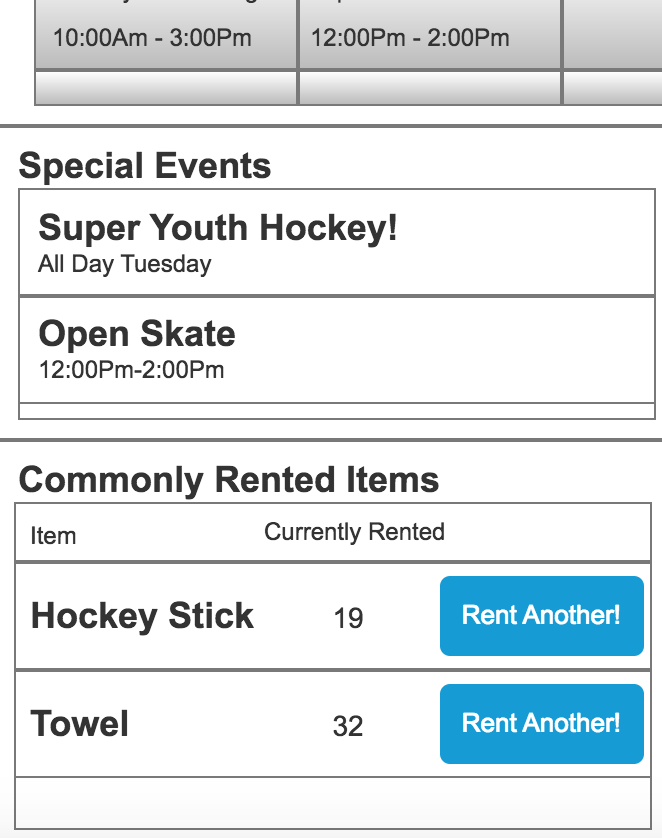 10:00Am - 3:00Pm 12:00Pm - 2:00Pm
Special Events
Super Youth Hockey!
All Day Tuesday
Open Skate
12:00Pm-2:00Pm
Commonly Rented Items
Item Currently Rented
Hockey Stick 19 Rent Another!
Towel 32 Rent Another!